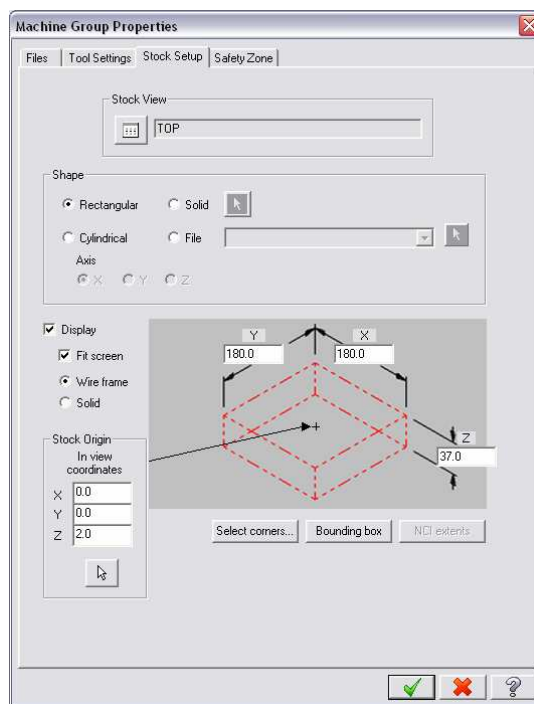 Machine Group Properties
Files Tool Settings Stock Setup Safety Zone
Stock View
TOP
Shape
Rectangular Solid
Cylindrical File
Axis
X Y Z
Display
Fit screen
Wire frame
Solid
Y X
180.0 180.0
Z
37.0
Stock Origin
In view
coordinates
X 0.0
Y 0.0
Z 2.0
Select corners... Bounding box NCI extents